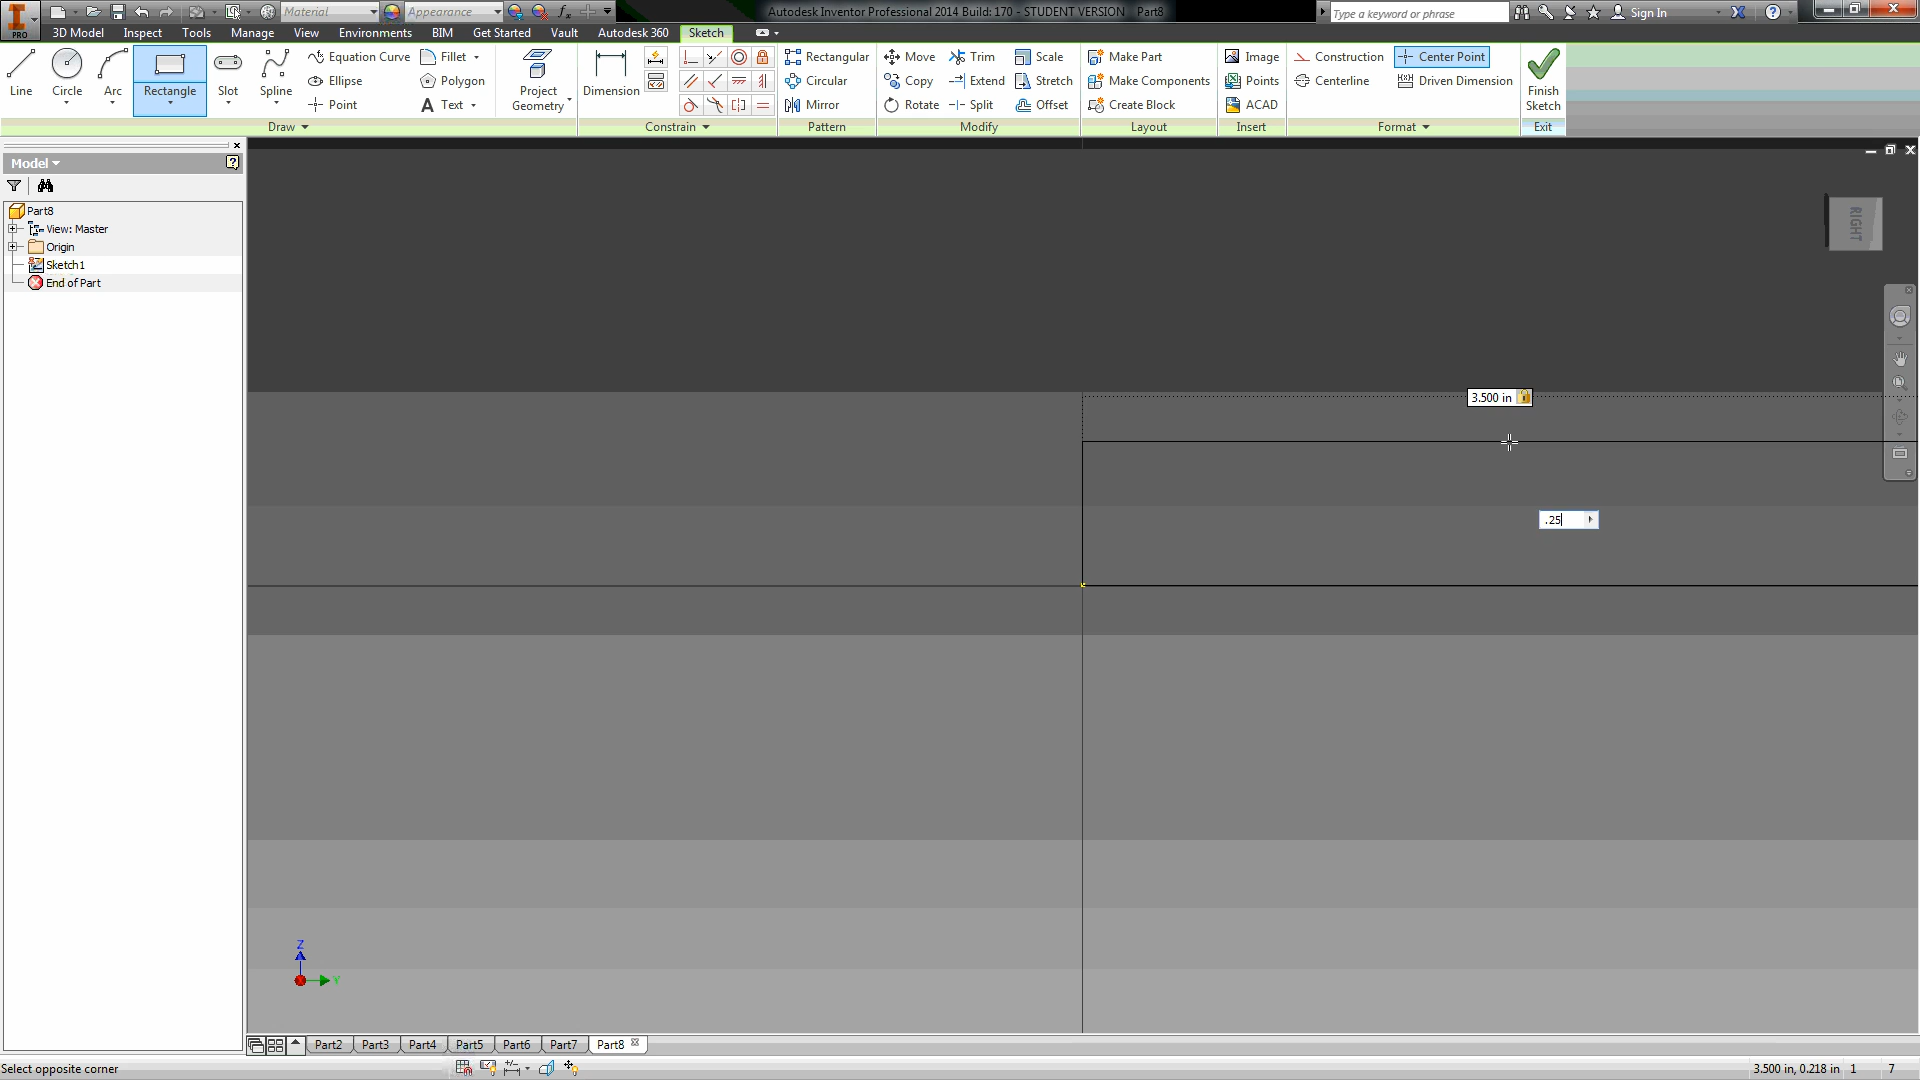 Material
Appearance
Autodesk Inventor Professional 2014 Build: 170 - STUDENT VERSION Part8
Type a keyword or phrase
Sign In
PRO
3D Model Inspect Tools Manage View Environments BIM Get Started Vault Autodesk 360 Sketch
Line Circle Arc Rectangle Slot Spline
Equation Curve Fillet
Ellipse Polygon
Point A Text
Project Geometry
Dimension
Rectangular
Circular
Mirror
Move Trim Scale
Copy Extend Stretch
Rotate Split Offset
Make Part
Make Components
Create Block
Image
Points
ACAD
Construction Center Point
Centerline Driven Dimension
Finish Sketch
Draw Constrain Pattern Modify Layout Insert Format Exit
Model
Part8
View: Master
Origin
Sketch1
End of Part
RIGHT
3.500 in
.25
Z
Y
Part2 Part3 Part4 Part5 Part6 Part7 Part8
Select opposite corner
3.500 in, 0.218 in 1 7